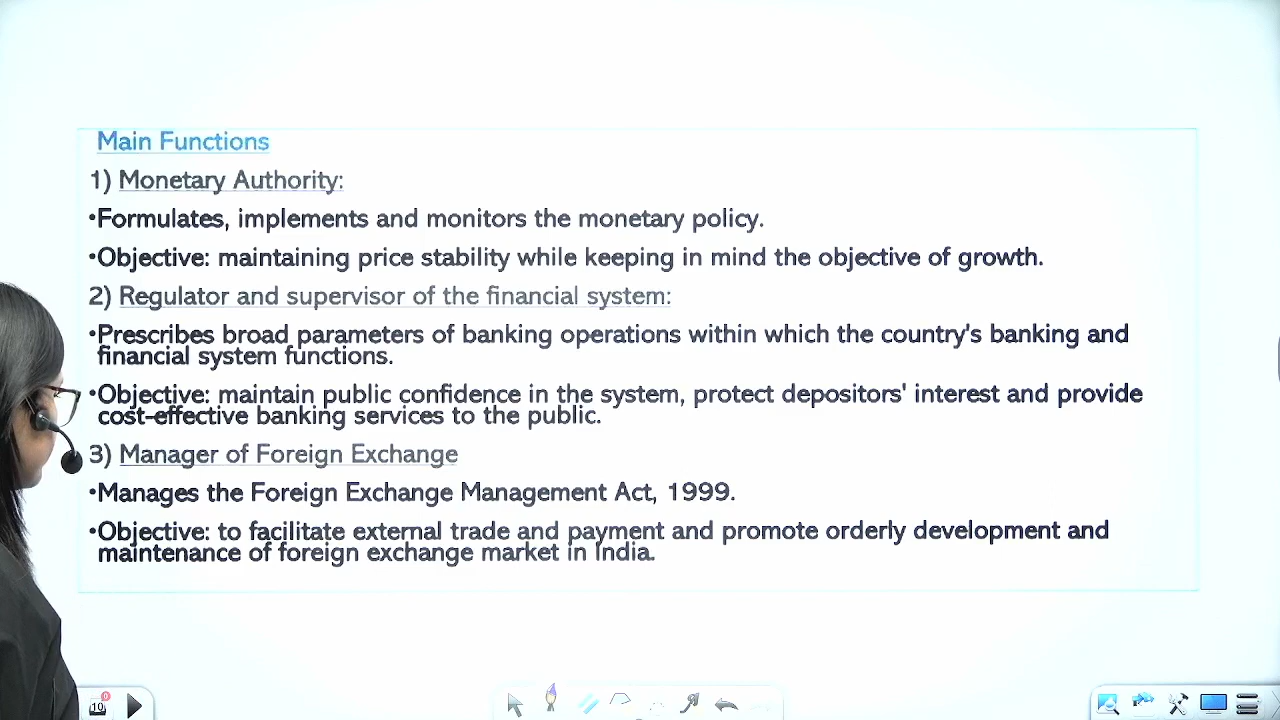 Main Functions
1) Monetary Authority:
•Formulates, implements and monitors the monetary policy.
•Objective: maintaining price stability while keeping in mind the objective of growth.
2) Regulator and supervisor of the financial system:
•Prescribes broad parameters of banking operations within which the country's banking and
financial system functions.
•Objective: maintain public confidence in the system, protect depositors' interest and provide
cost-effective banking services to the public.
3) Manager of Foreign Exchange
•Manages the Foreign Exchange Management Act, 1999.
•Objective: to facilitate external trade and payment and promote orderly development and
maintenance of foreign exchange market in India.
10
0